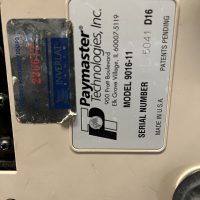 Paymaster
Technologies, Inc.
900 Pratt Boulevard
Elk Grove Village, IL 60007-5119
MODEL 9016-11
5041 D16
SERIAL NUMBER
PATENTS PENDING
MADE IN U.S.A.